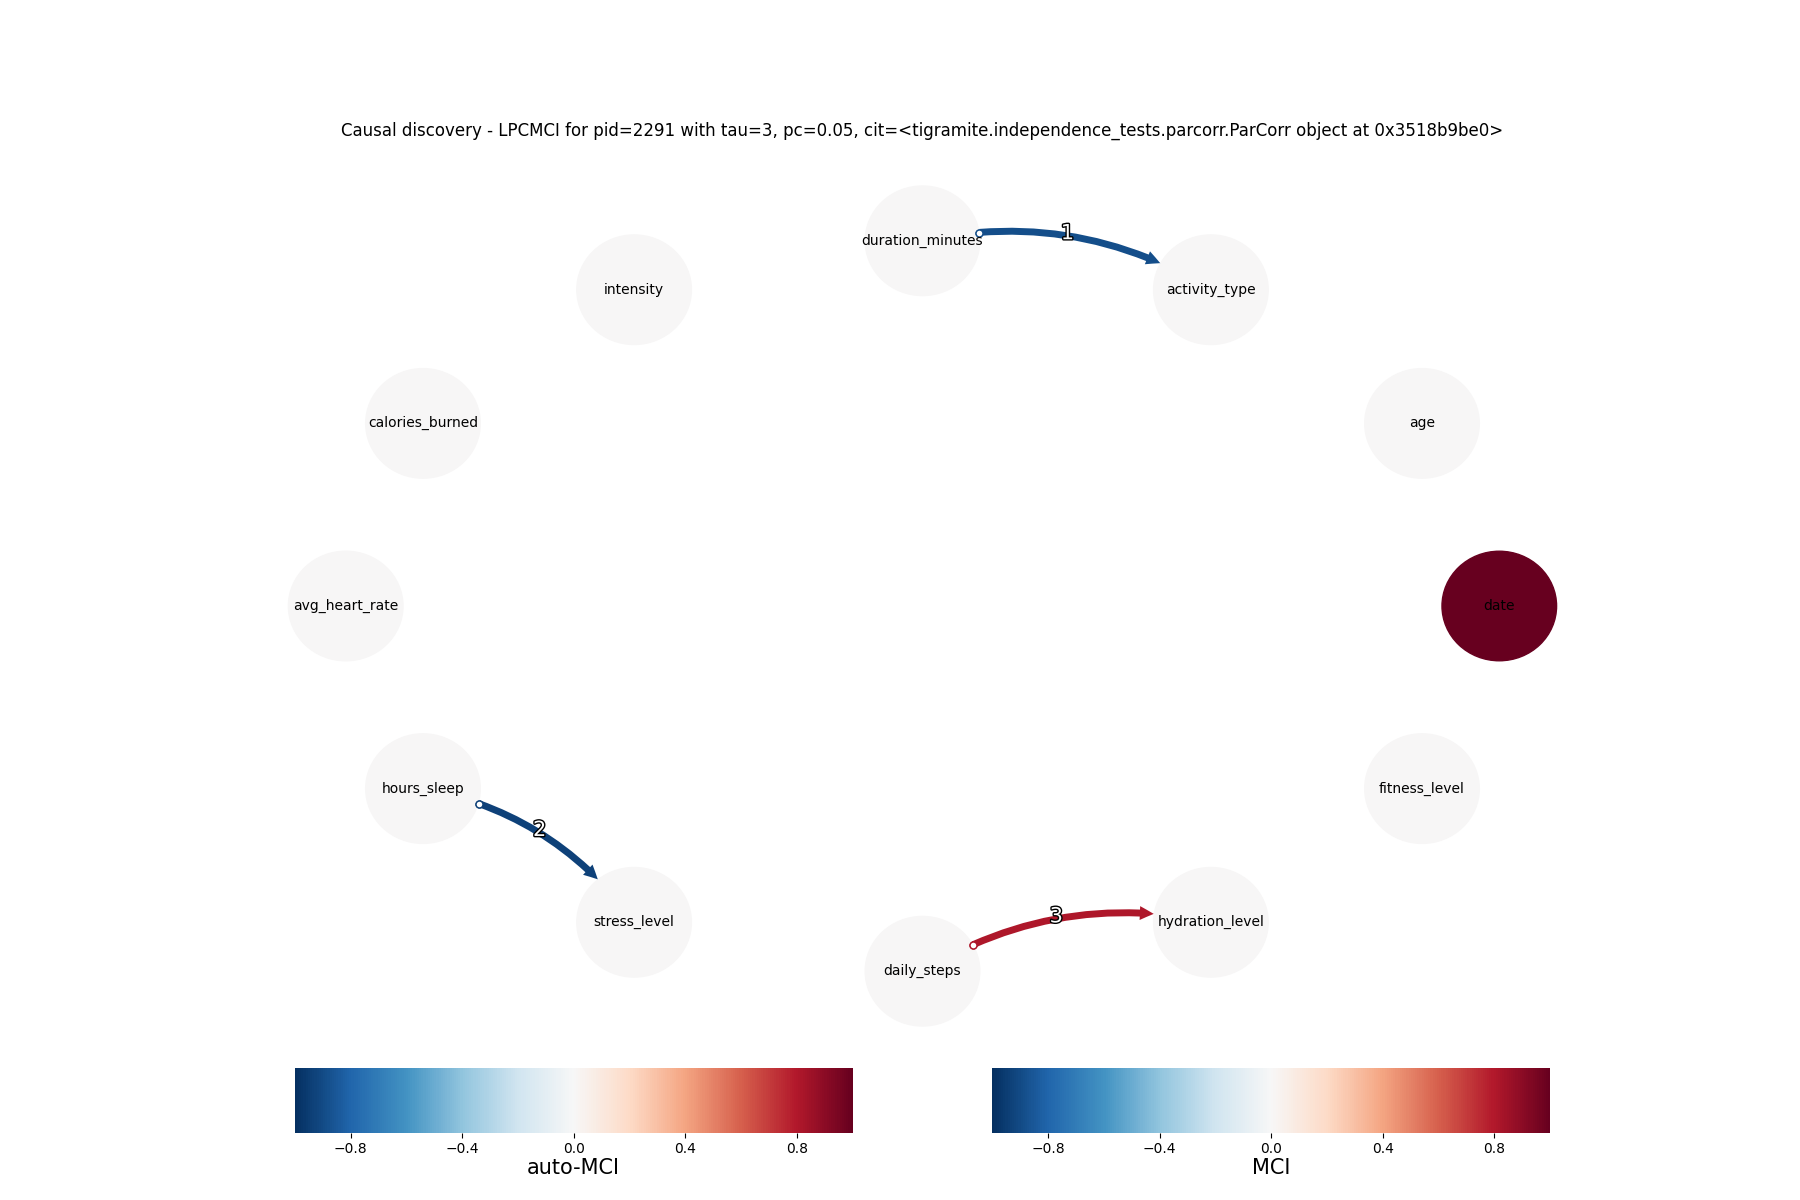 Causal discovery - LPCMCI for pid=2291 with tau=3, pc=0.05, cit=<tigramite.independence_tests.parcorr.ParCorr object at 0x3518b9be0>
duration_minutes
1
activity_type
intensity
calories_burned
age
avg_heart_rate
date
hours_sleep
fitness_level
2
stress_level
3
hydration_level
daily_steps
−0.8 −0.4 0.0 0.4 0.8
auto-MCI
−0.8 −0.4 0.0 0.4 0.8
MCI